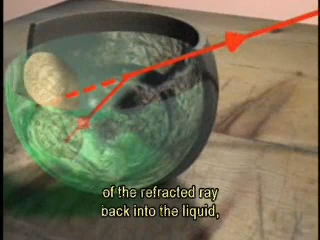 of the refracted ray
back into the liquid,